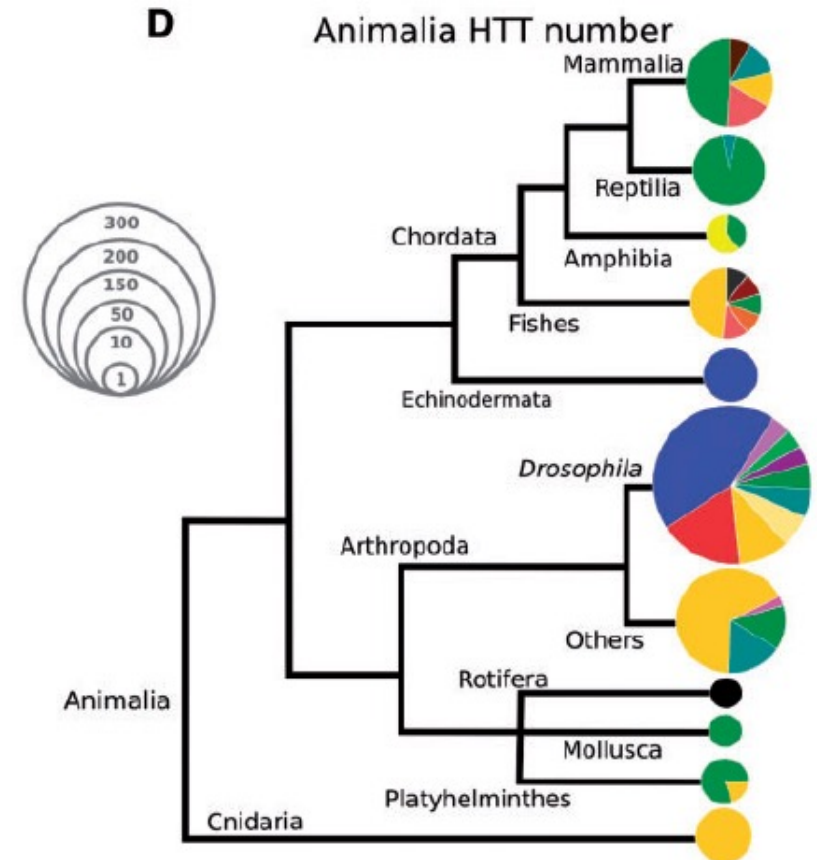 D
Animalia HTT number
Mammalia
Reptilia
Chordata
Amphibia
Fishes
Echinodermata
300
200
150
50
10
1
Drosophila
Arthropoda
Others
Rotifera
Animalia
Mollusca
Platyhelminthes
Cnidaria